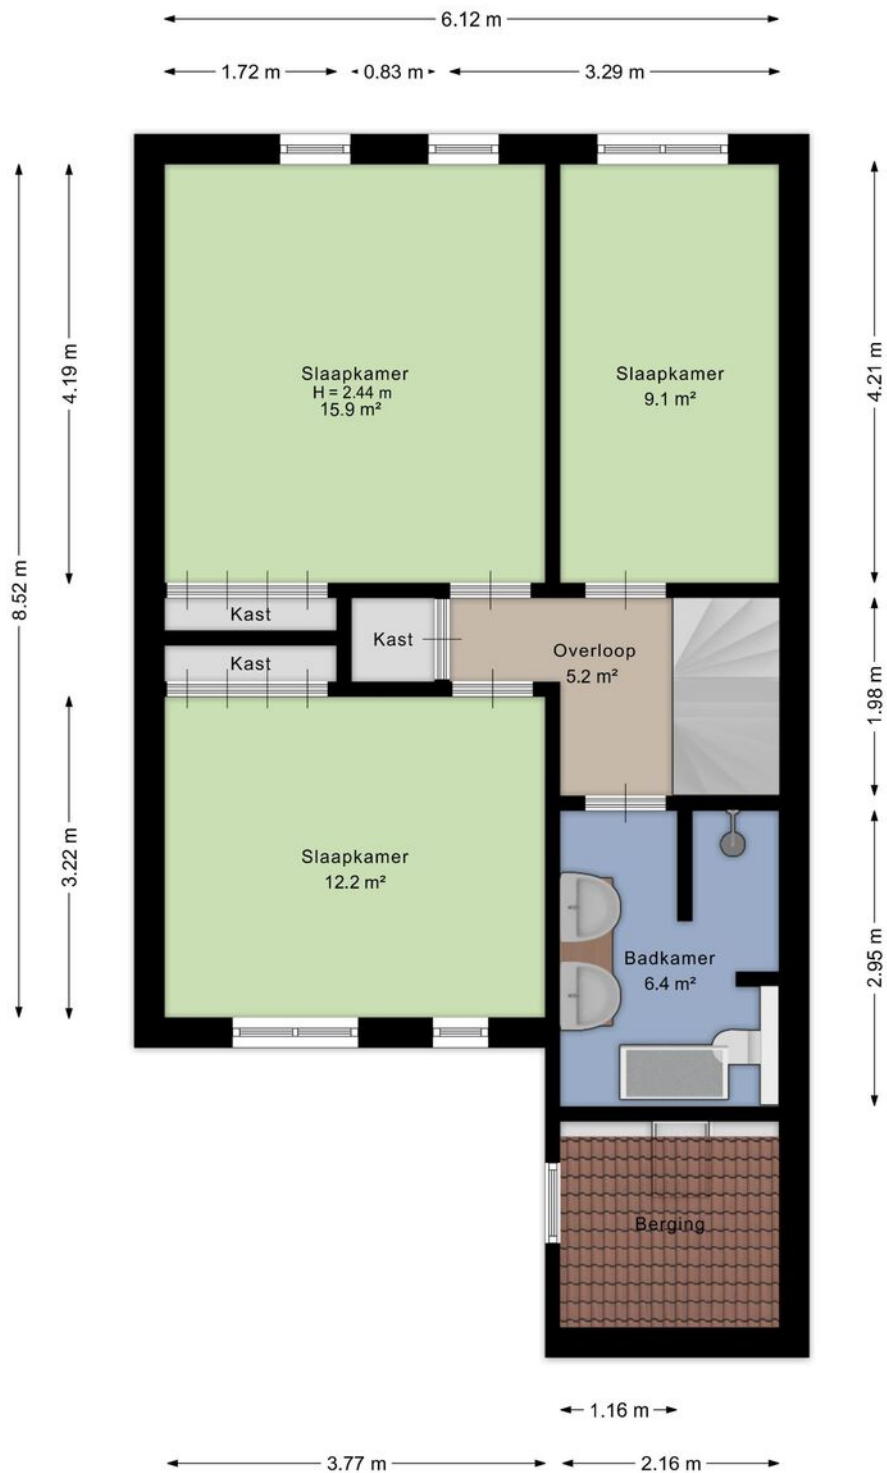 6.12 m
1.72 m
0.83 m
3.29 m
4.19 m
8.52 m
3.22 m
4.21 m
1.98 m
2.95 m
Slaapkamer
H = 2.44 m
15.9 m²
Slaapkamer
9.1 m²
Kast
Kast
Kast
Overloop
5.2 m²
Slaapkamer
12.2 m²
Badkamer
6.4 m²
Berging
1.16 m
3.77 m
2.16 m